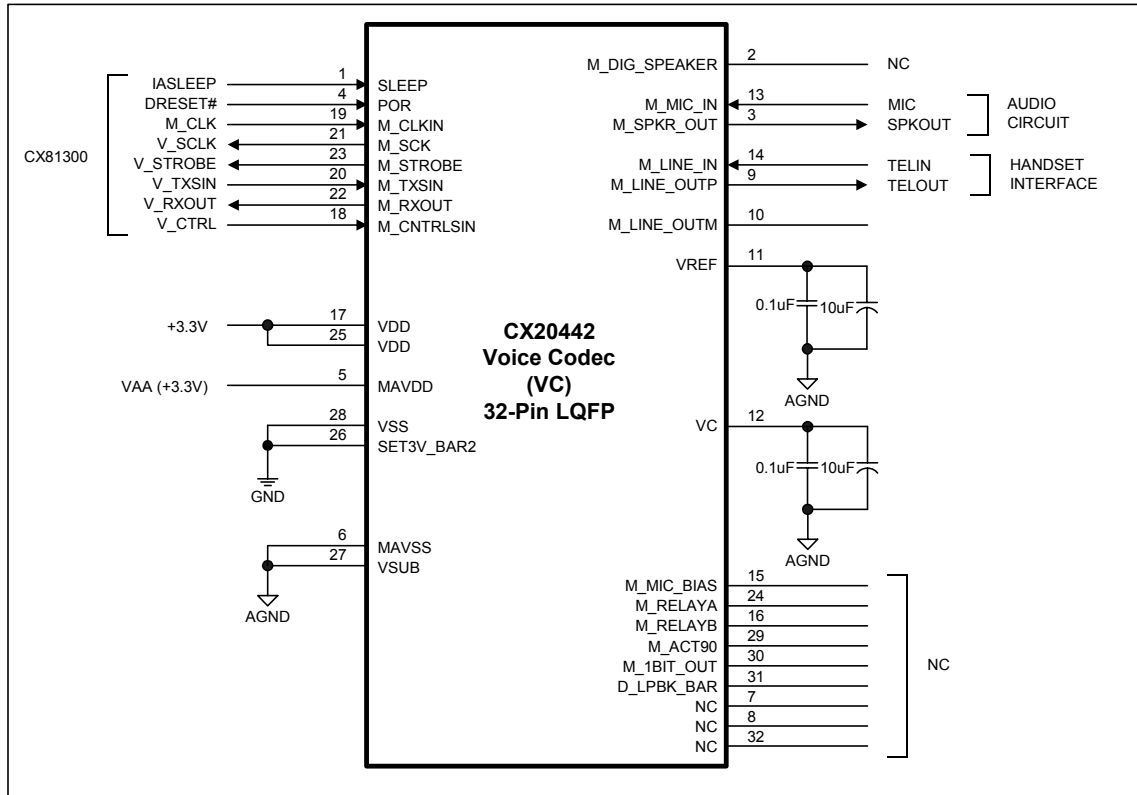 CX81300
IASLEEP 1 SLEEP
DRESET# 4 POR
M_CLK 19 M_CLKIN
V_SCLK 21 M_SCK
V_STROBE 23 M_STROBE
V_TXSIN 20 M_TXSIN
V_RXOUT 22 M_RXOUT
V_CTRL 18 M_CNTRLSIN
+3.3V 17 VDD
25 VDD
VAA (+3.3V) 5 MAVDD
28 VSS
26 SET3V_BAR2
GND
6 MAVSS
27 VSUB
AGND
CX20442
Voice Codec
(VC)
32-Pin LQFP
M_DIG_SPEAKER 2 NC
M_MIC_IN 13 MIC
M_SPKR_OUT 3 SPKOUT
AUDIO
CIRCUIT
M_LINE_IN 14 TELIN
M_LINE_OUTP 9 TELOUT
HANDSET
INTERFACE
M_LINE_OUTM 10
VREF 11
0.1uF 10uF
AGND
VC 12
0.1uF 10uF
AGND
M_MIC_BIAS 15
M_RELAYA 24
M_RELAYB 16
M_ACT90 29
M_1BIT_OUT 30
D_LPBK_BAR 31
NC 7
NC 8
NC 32
NC